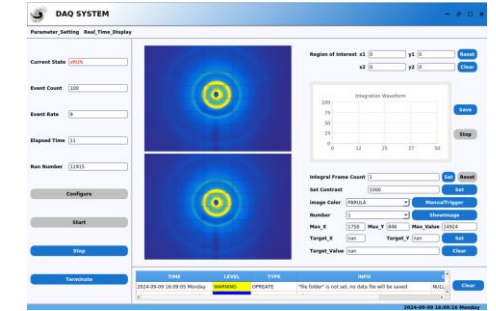 DAQ SYSTEM
Parameter_Setting Real_Time_Display
Current State vRUN
Event Count 100
Event Rate 9
Elapsed Time 11
Run Number 11915
Configure
Start
Stop
Terminate
Region of Interest x1 0 y1 0 Reset
x2 0 y2 0 Clear
Integration Waveform
100
75
50
25
0
0 12 25 37 50
Save
Stop
Integral Frame Count 1 Set Reset
Set Contrast 1000 Set
Image Color PARULA ManualTrigger
Number 1 ShowImage
Max_X 1750 Max_Y 846 Max_Value 14924
Target_X nan Target_Y nan Set
Target_Value nan Clear
TIME LEVEL TYPE INFO
2024-09-09 16:09:05 Monday WARNING OPREATE "file folder" is not set, no data file will be saved NULL
Clear
2024-09-09 16:09:16 Monday